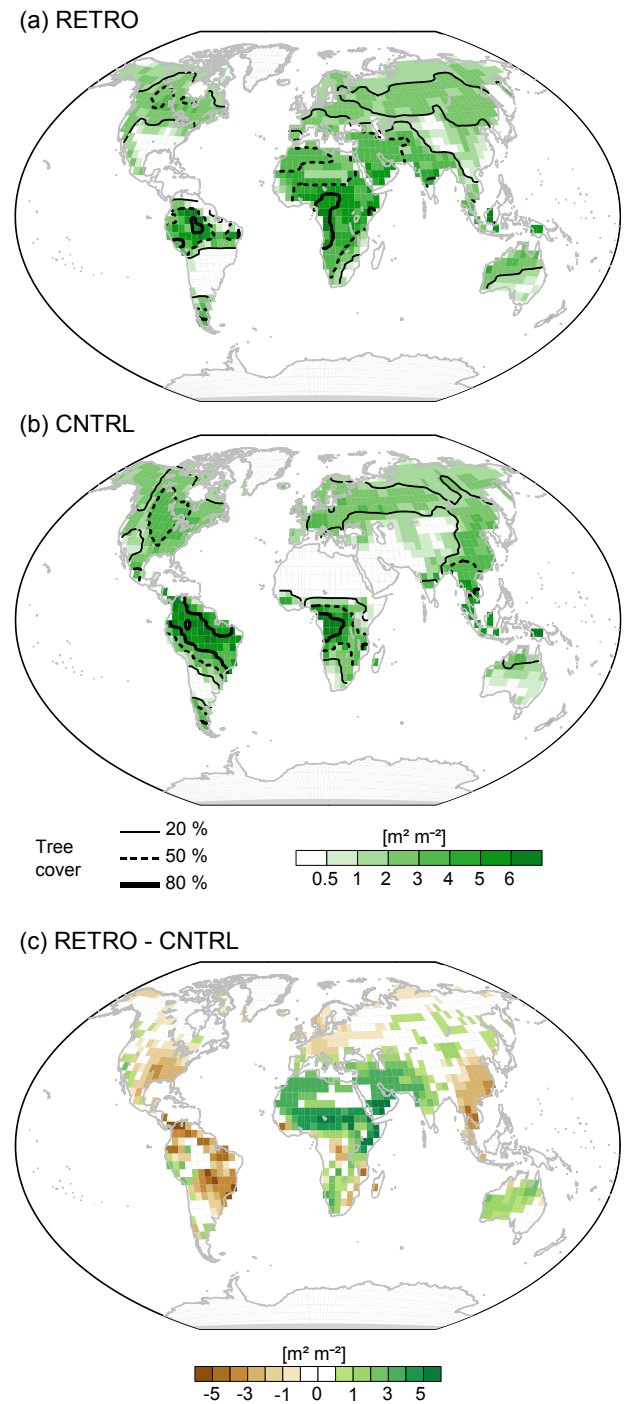 (a) RETRO
(b) CNTRL
Tree cover
20 %
50 %
80 %
[m² m⁻²]
0.5 1 2 3 4 5 6
(c) RETRO - CNTRL
[m² m⁻²]
-5 -3 -1 0 1 3 5